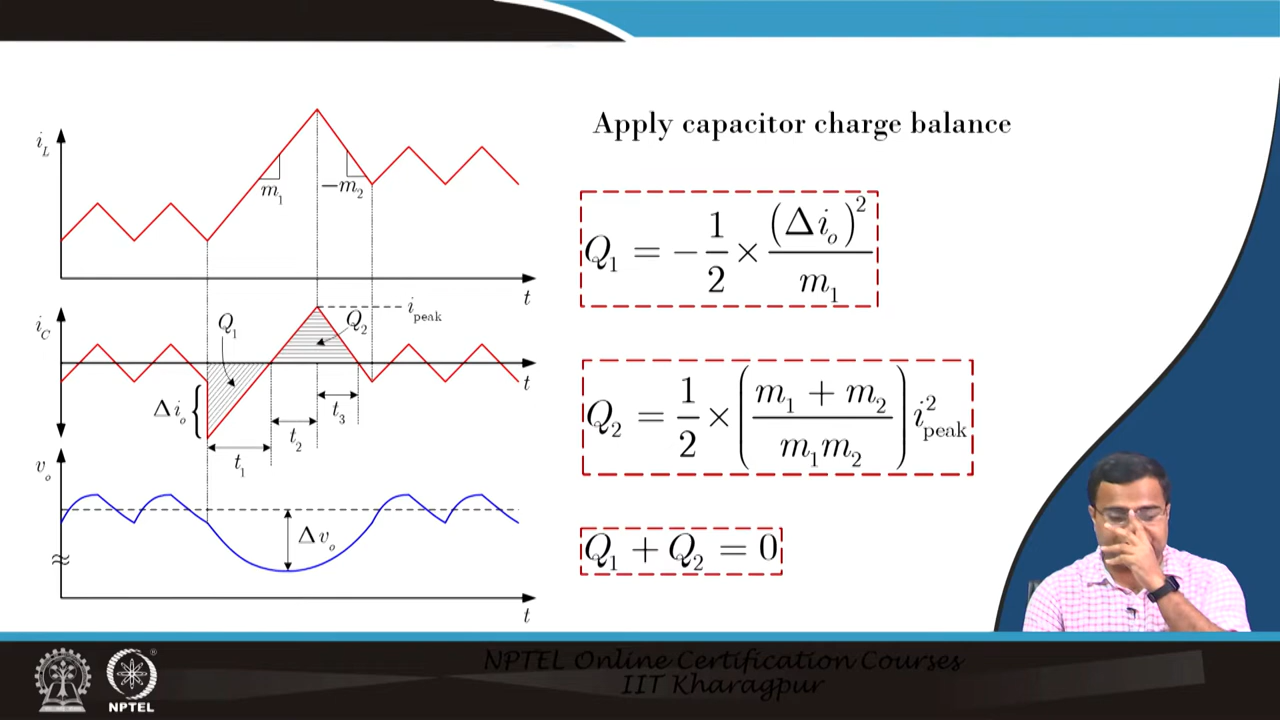 Apply capacitor charge balance
i_L
m_1
−m_2
t
Q_1 = −1/2 × (Δi_o)^2 / m_1
i_C
Q_1
Q_2
i_peak
t
Δi_o
t_1
t_2
t_3
Q_2 = 1/2 × ((m_1 + m_2) / (m_1 m_2)) i_peak^2
v_o
Δv_o
≈
t
Q_1 + Q_2 = 0
NPTEL
NPTEL Online Certification Courses
IIT Kharagpur